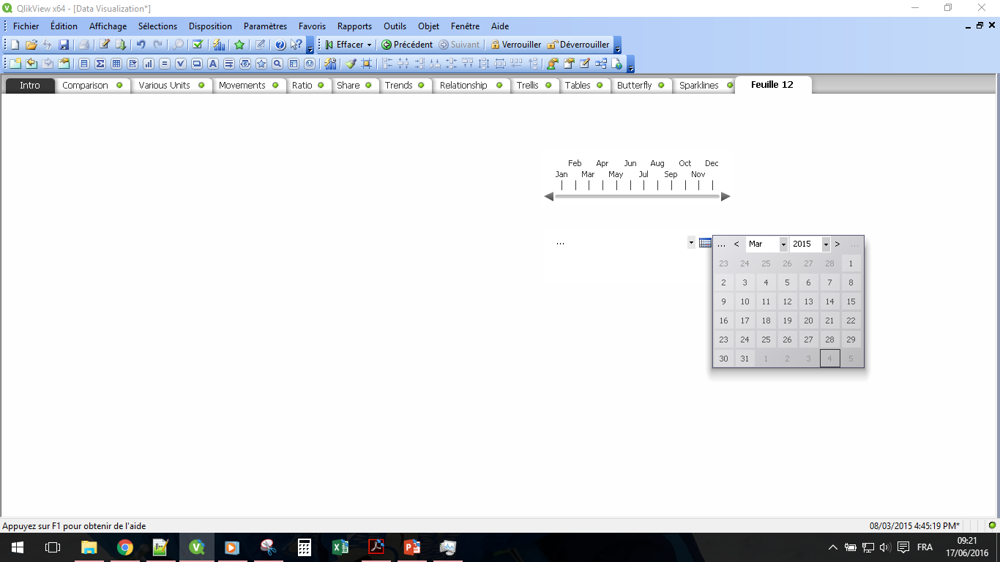 QlikView x64 - [Data Visualization*]
Fichier Édition Affichage Sélections Disposition Paramètres Favoris Rapports Outils Objet Fenêtre Aide
Effacer Précédent Suivant Verrouiller Déverrouiller
Intro Comparison Various Units Movements Ratio Share Trends Relationship Trellis Tables Butterfly Sparklines Feuille 12
Feb Apr Jun Aug Oct Dec
Jan Mar May Jul Sep Nov
...
... < Mar 2015 > ...
23 24 25 26 27 28 1
2 3 4 5 6 7 8
9 10 11 12 13 14 15
16 17 18 19 20 21 22
23 24 25 26 27 28 29
30 31 1 2 3 4 5
Appuyez sur F1 pour obtenir de l'aide
08/03/2015 4:45:19 PM*
FRA
09:21
17/06/2016